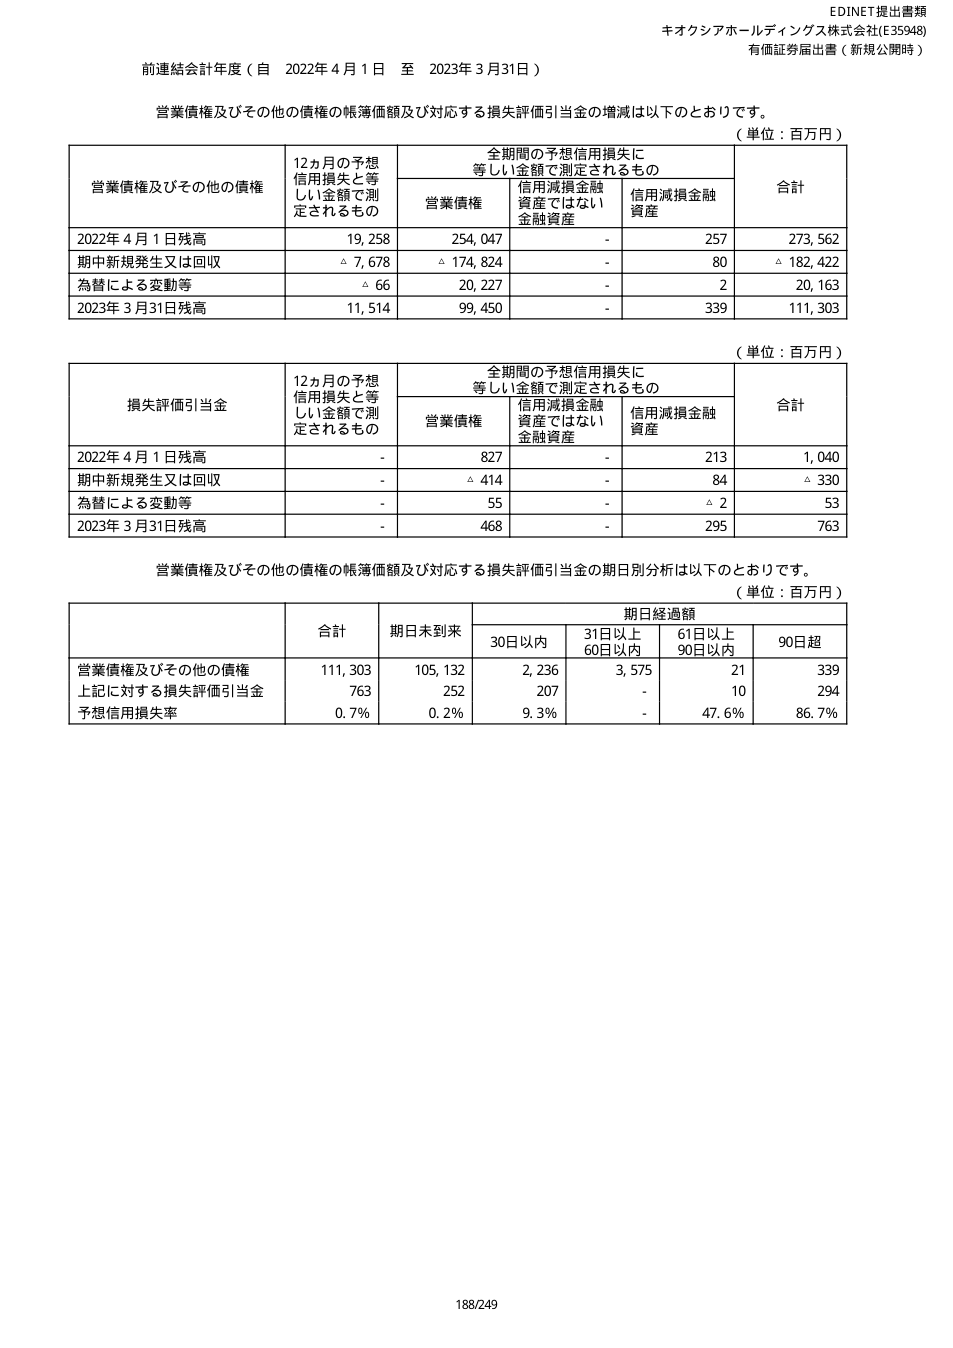 EDINET提出書類
キオクシアホールディングス株式会社(E35948)
有価証券届出書（新規公開時）
前連結会計年度（自　2022年４月１日　至　2023年３月31日）
営業債権及びその他の債権の帳簿価額及び対応する損失評価引当金の増減は以下のとおりです。
（単位：百万円）
営業債権及びその他の債権
12ヵ月の予想
信用損失と等
しい金額で測
定されるもの
全期間の予想信用損失に
等しい金額で測定されるもの
合計
営業債権
信用減損金融
資産ではない
金融資産
信用減損金融
資産
2022年４月１日残高 19,258 254,047 - 257 273,562
期中新規発生又は回収 △ 7,678 △ 174,824 - 80 △ 182,422
為替による変動等 △ 66 20,227 - 2 20,163
2023年３月31日残高 11,514 99,450 - 339 111,303
（単位：百万円）
損失評価引当金
12ヵ月の予想
信用損失と等
しい金額で測
定されるもの
全期間の予想信用損失に
等しい金額で測定されるもの
合計
営業債権
信用減損金融
資産ではない
金融資産
信用減損金融
資産
2022年４月１日残高 - 827 - 213 1,040
期中新規発生又は回収 - △ 414 - 84 △ 330
為替による変動等 - 55 - △ 2 53
2023年３月31日残高 - 468 - 295 763
営業債権及びその他の債権の帳簿価額及び対応する損失評価引当金の期日別分析は以下のとおりです。
（単位：百万円）
合計
期日未到来
期日経過額
30日以内
31日以上
60日以内
61日以上
90日以内
90日超
営業債権及びその他の債権 111,303 105,132 2,236 3,575 21 339
上記に対する損失評価引当金 763 252 207 - 10 294
予想信用損失率 0.7% 0.2% 9.3% - 47.6% 86.7%
188/249